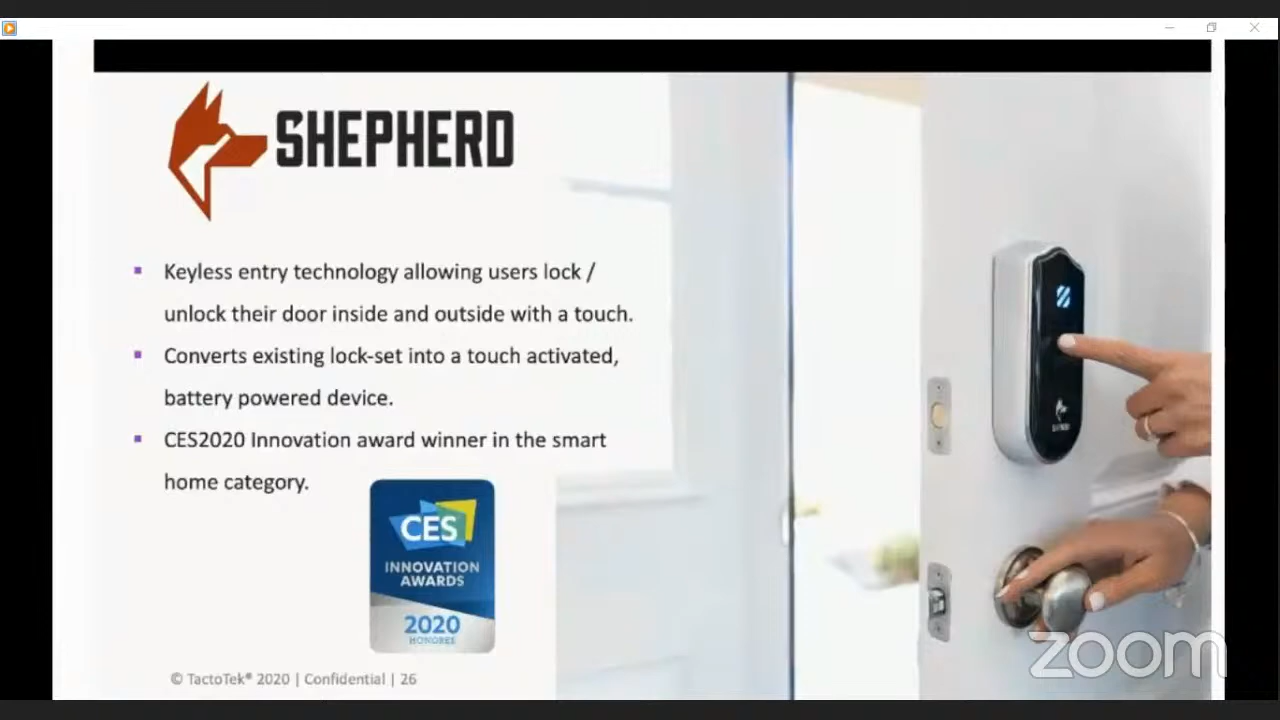 SHEPHERD
▪ Keyless entry technology allowing users lock /
unlock their door inside and outside with a touch.
▪ Converts existing lock-set into a touch activated,
battery powered device.
▪ CES2020 Innovation award winner in the smart
home category.
CES
INNOVATION
AWARDS
2020
HONOREE
SHEPHERD
© TactoTek® 2020 | Confidential | 26
zoom